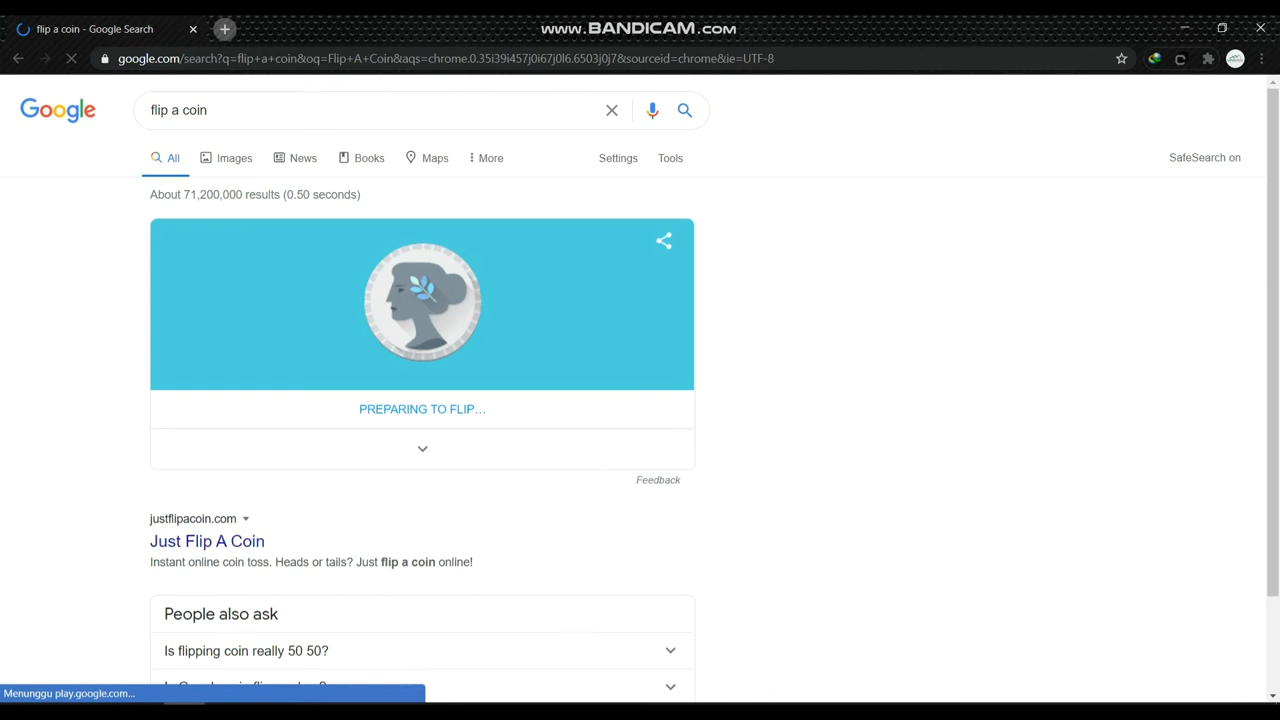 flip a coin - Google Search
www.BANDICAM.com
google.com/search?q=flip+a+coin&oq=Flip+A+Coin&aqs=chrome.0.35i39i457j0i67j0l6.6503j0j7&sourceid=chrome&ie=UTF-8
Google
flip a coin
All
Images
News
Books
Maps
More
Settings
Tools
SafeSearch on
About 71,200,000 results (0.50 seconds)
PREPARING TO FLIP...
Feedback
justflipacoin.com
Just Flip A Coin
Instant online coin toss. Heads or tails? Just flip a coin online!
People also ask
Is flipping coin really 50 50?
Menunggu play.google.com...